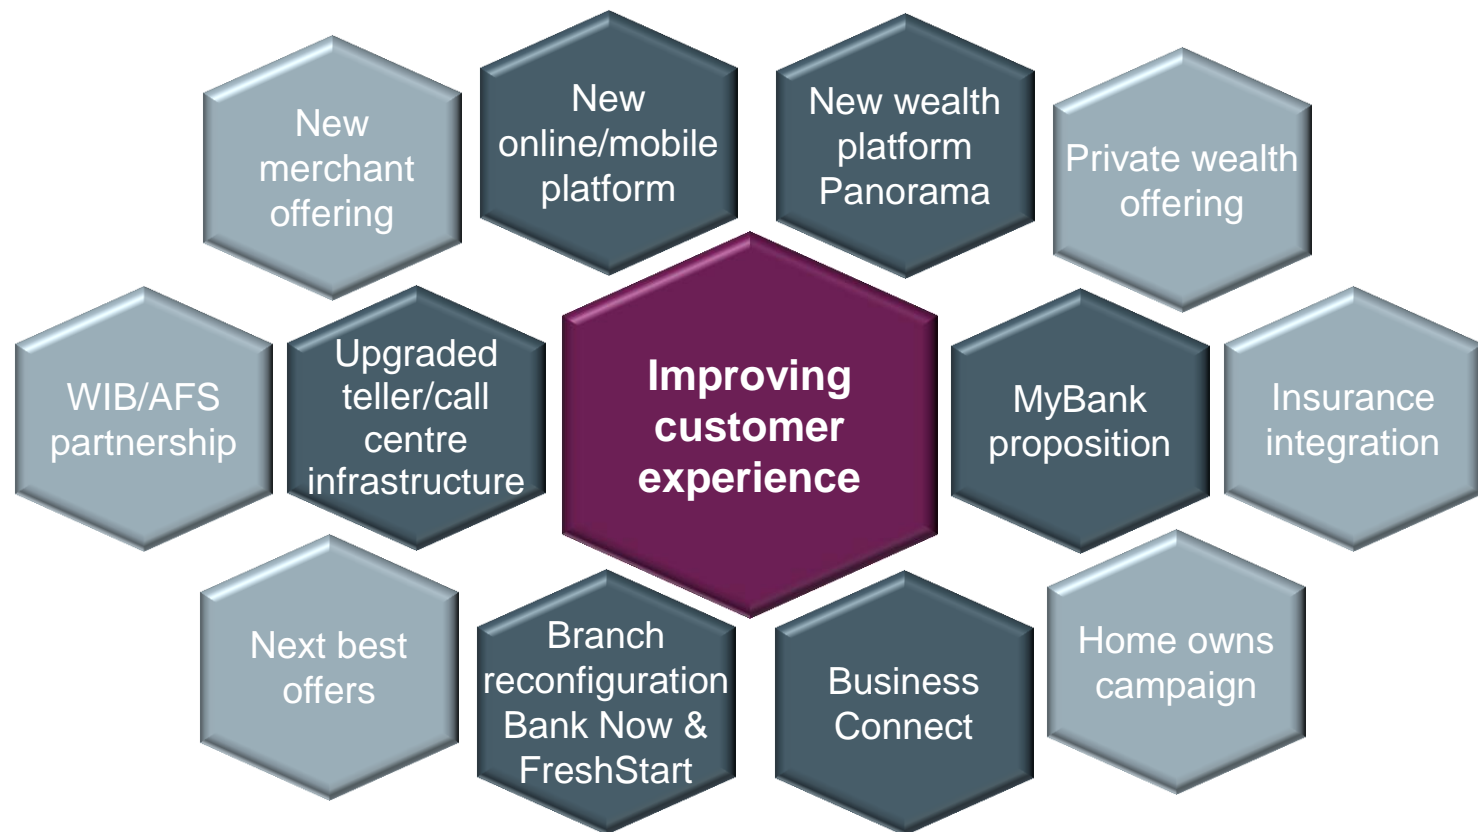 New
merchant
offering
New
online/mobile
platform
New wealth
platform
Panorama
Private wealth
offering
WIB/AFS
partnership
Upgraded
teller/call
centre
infrastructure
Improving
customer
experience
MyBank
proposition
Insurance
integration
Next best
offers
Branch
reconfiguration
Bank Now &
FreshStart
Business
Connect
Home owns
campaign